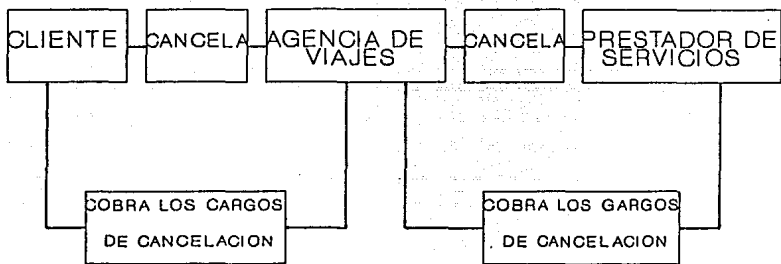 CLIENTE
CANCELA
AGENCIA DE
VIAJES
CANCELA
PRESTADOR DE
SERVICIOS
COBRA LOS CARGOS
DE CANCELACION
COBRA LOS GARGOS
DE CANCELACION